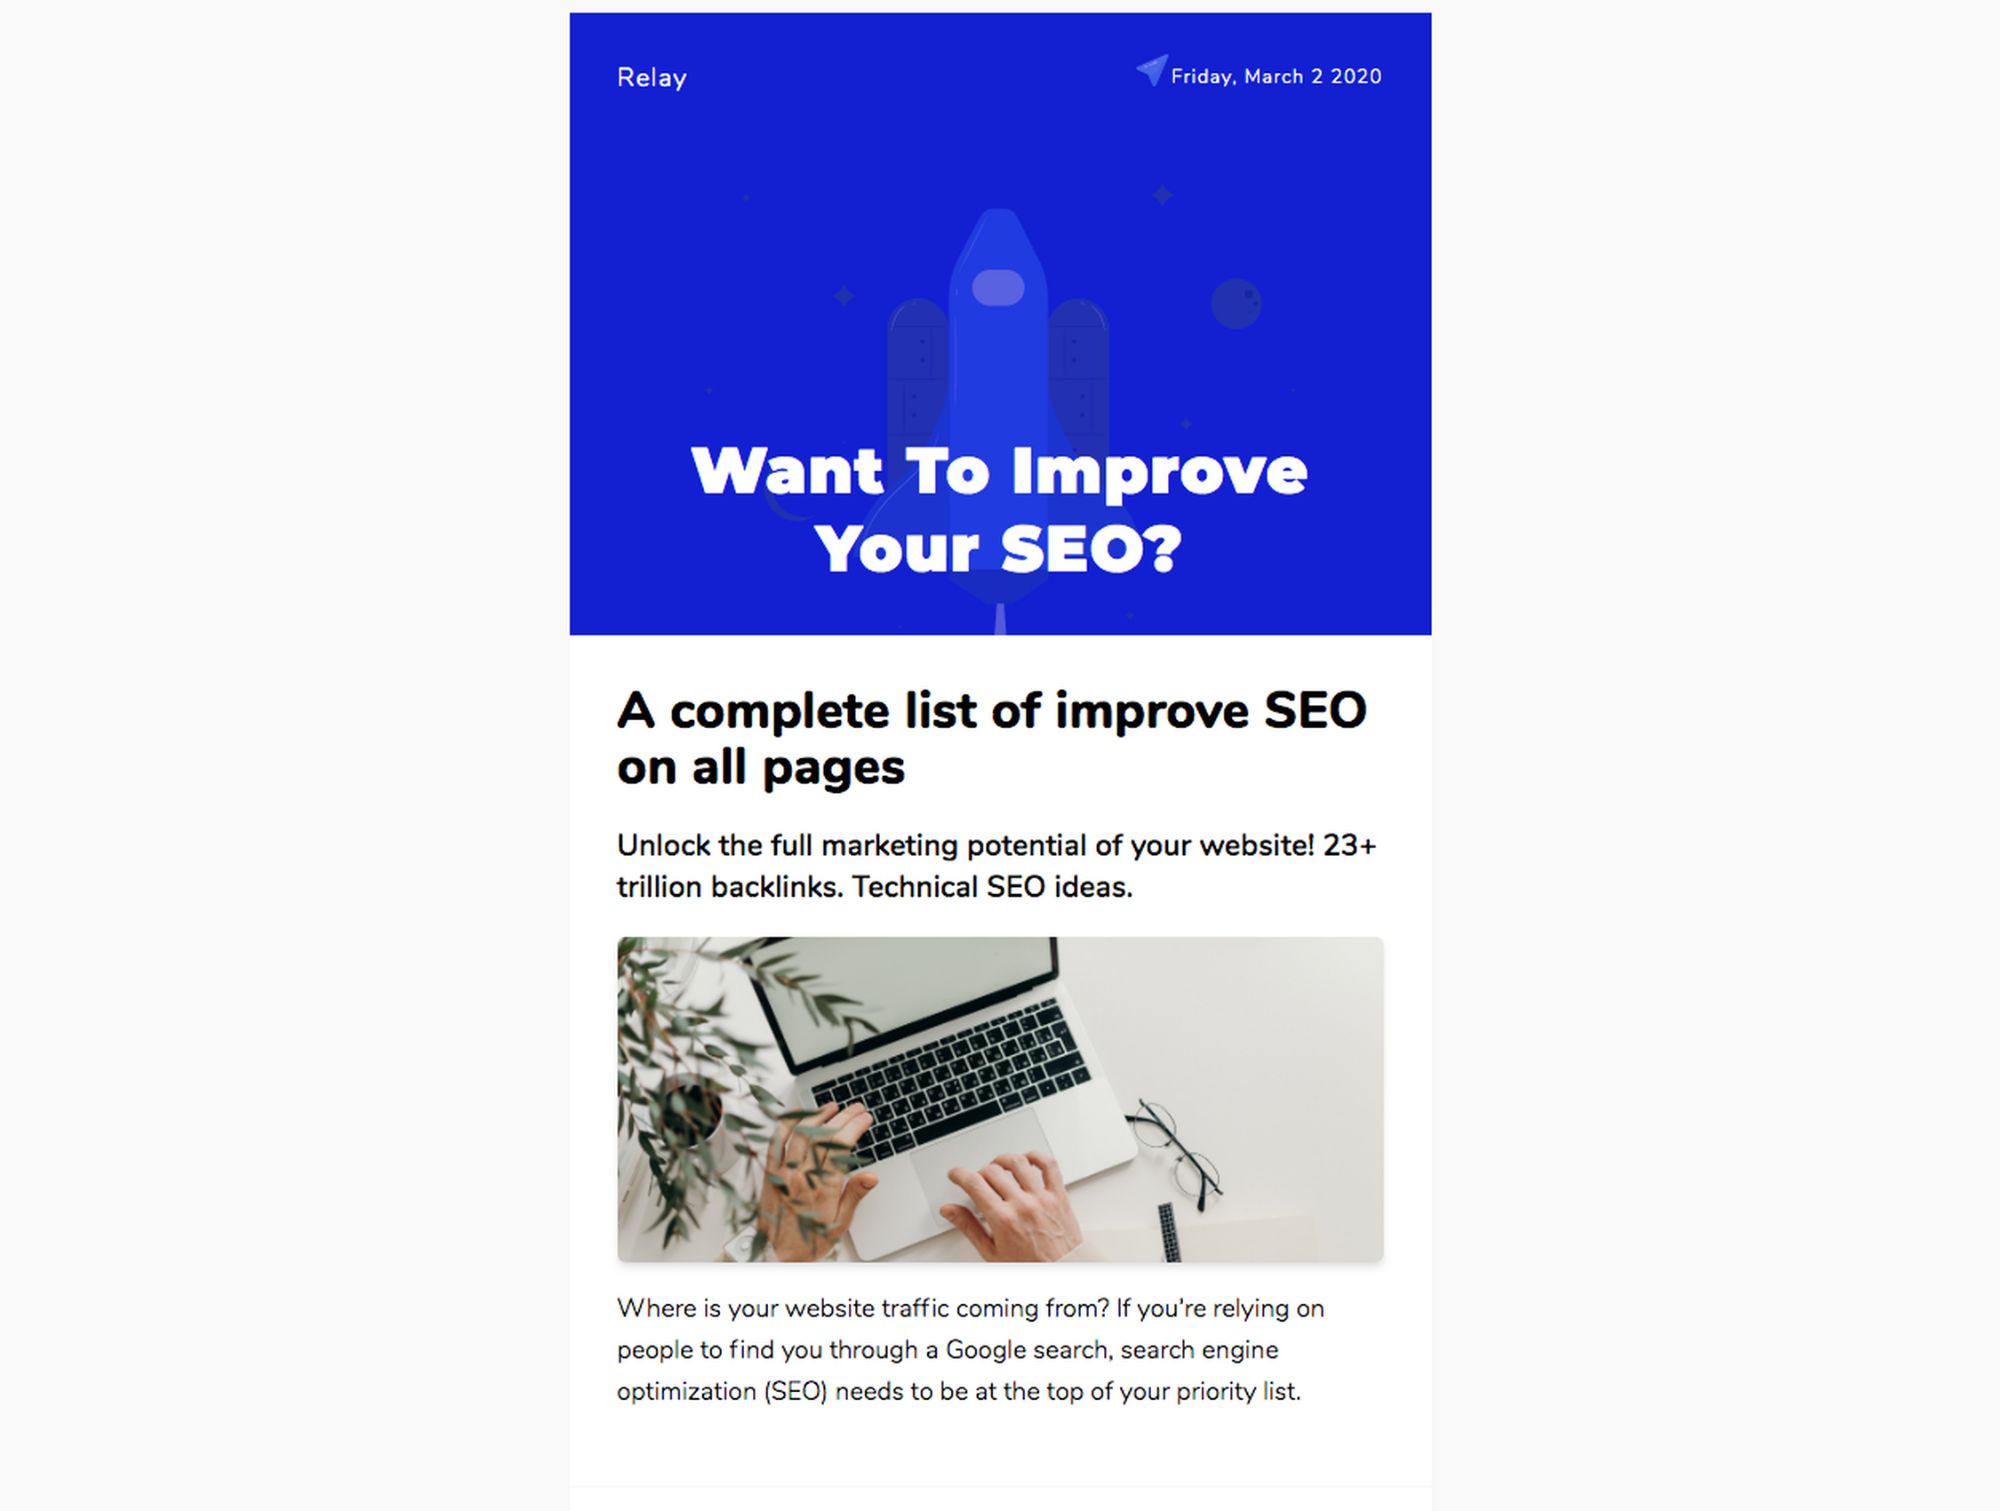 Relay
Friday, March 2 2020
Want To Improve
Your SEO?
A complete list of improve SEO
on all pages
Unlock the full marketing potential of your website! 23+
trillion backlinks. Technical SEO ideas.
Where is your website traffic coming from? If you're relying on
people to find you through a Google search, search engine
optimization (SEO) needs to be at the top of your priority list.